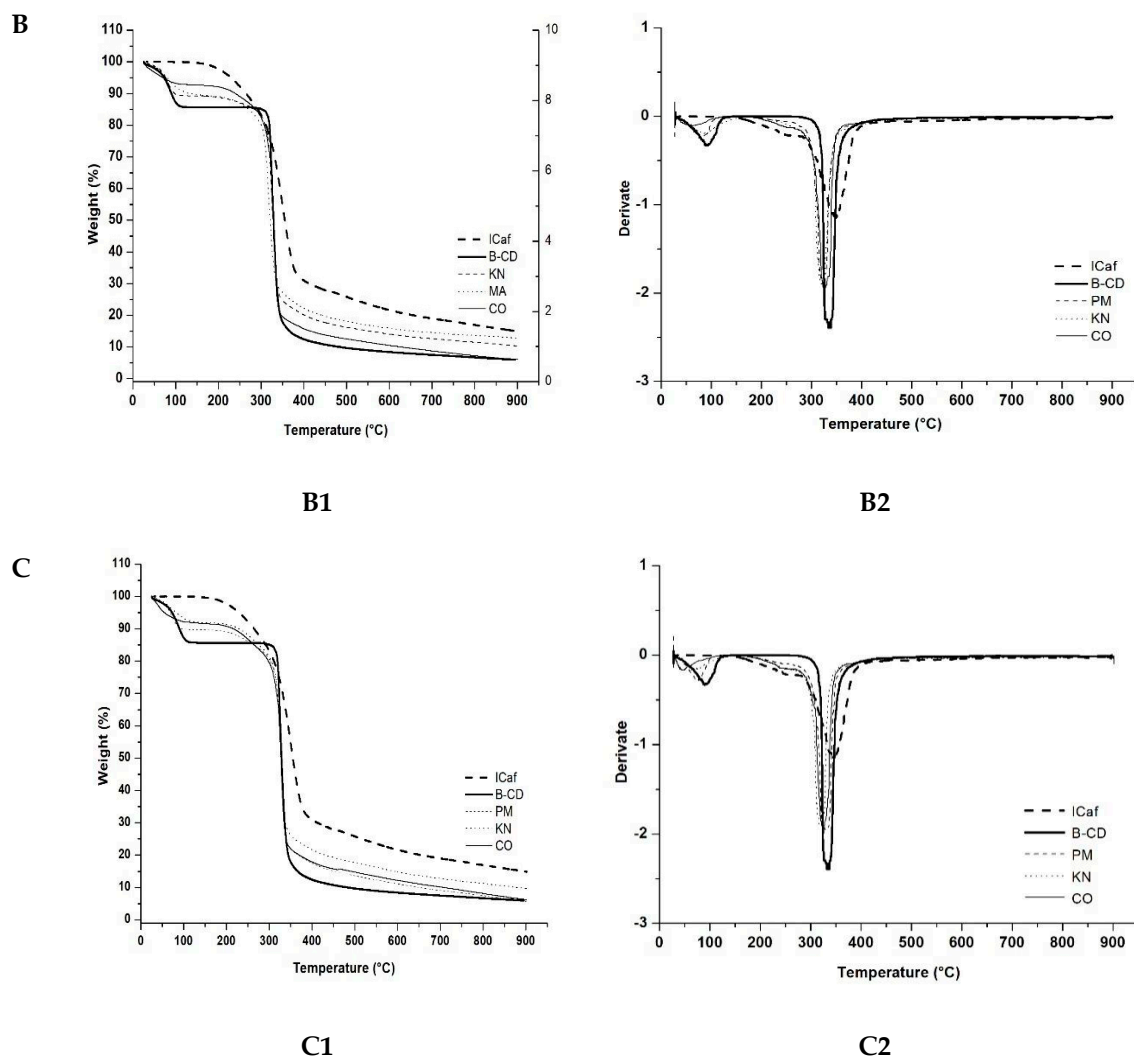 B
110
100
90
80
70
60
50
40
30
20
10
0
Weight (%)
10
8
6
4
2
0
ICaf
B-CD
KN
MA
CO
0 100 200 300 400 500 600 700 800 900
Temperature (°C)
B1
1
0
-1
-2
-3
Derivate
ICaf
B-CD
PM
KN
CO
0 100 200 300 400 500 600 700 800 900
Temperature (°C)
B2
C
110
100
90
80
70
60
50
40
30
20
10
0
Weight (%)
ICaf
B-CD
PM
KN
CO
0 100 200 300 400 500 600 700 800 900
Temperature (°C)
C1
1
0
-1
-2
-3
Derivate
ICaf
B-CD
PM
KN
CO
0 100 200 300 400 500 600 700 800 900
Temperature (°C)
C2